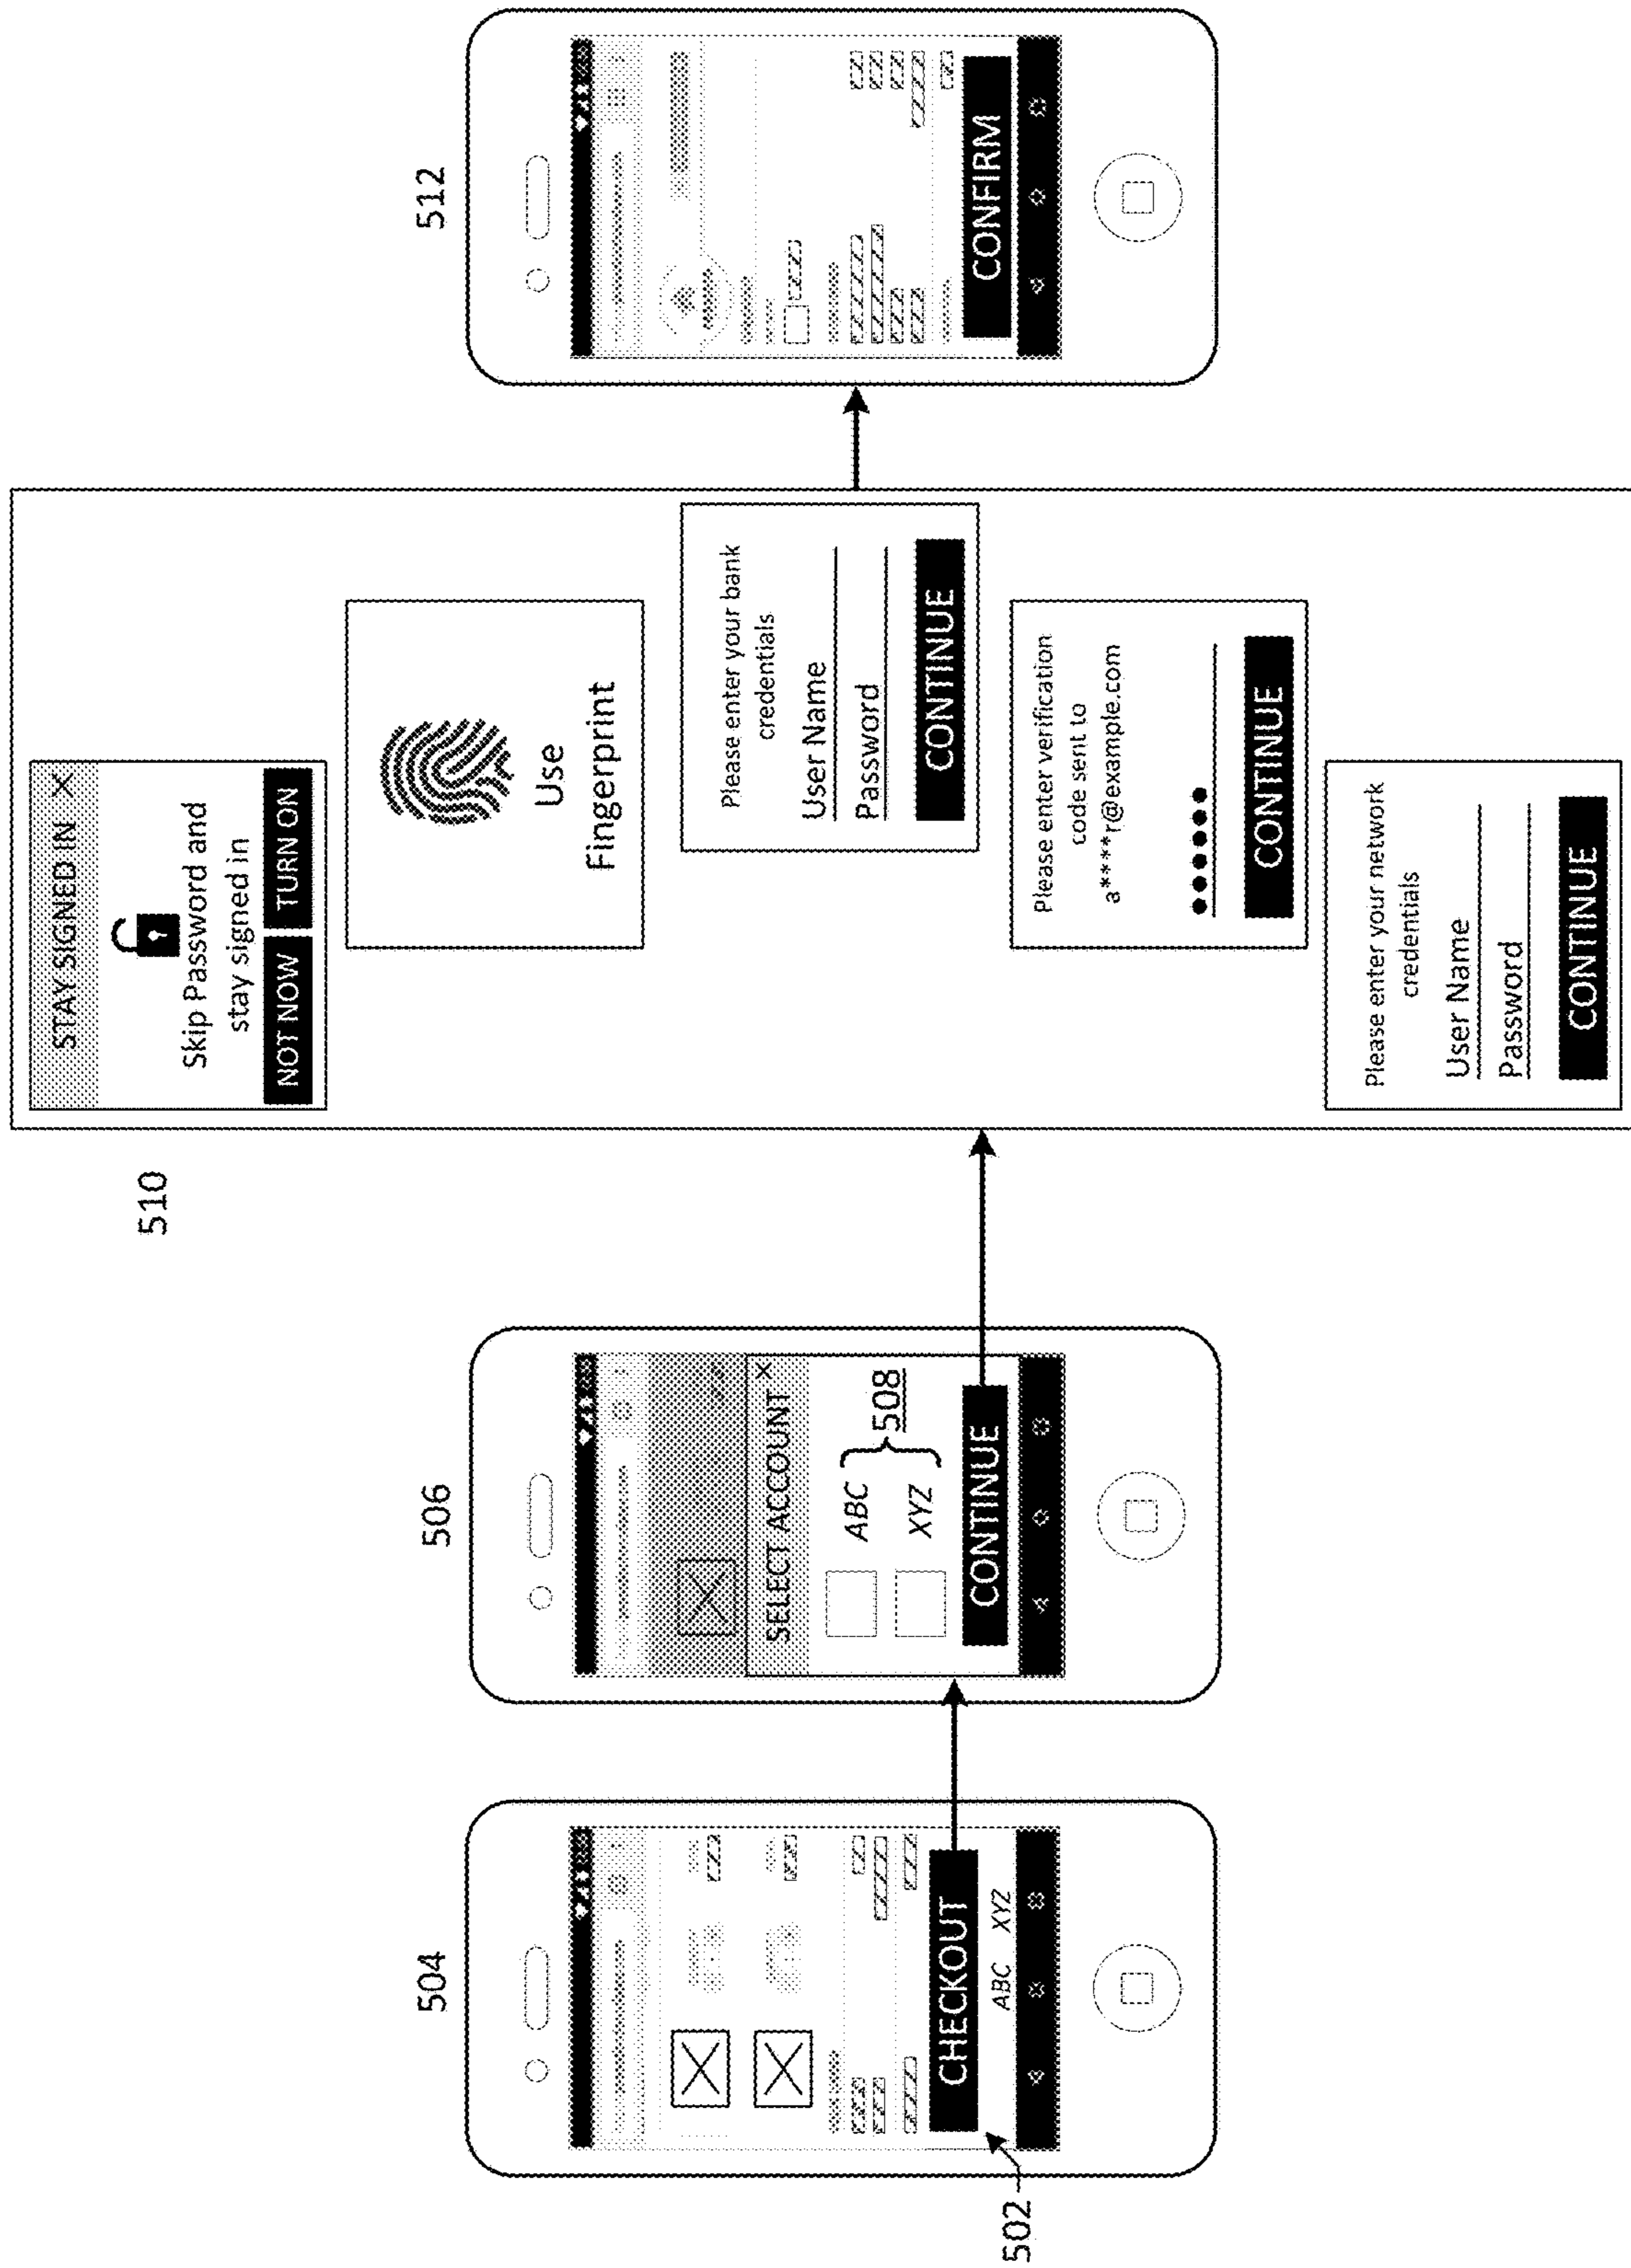 504
CHECKOUT
ABC XYZ
502
506
SELECT ACCOUNT X
ABC
XYZ
508
CONTINUE
510
STAY SIGNED IN X
Skip Password and
stay signed in
NOT NOW
TURN ON
Use
Fingerprint
Please enter your bank
credentials
User Name
Password
CONTINUE
Please enter verification
code sent to
a****r@example.com
●●●●●●
CONTINUE
Please enter your network
credentials
User Name
Password
CONTINUE
512
CONFIRM